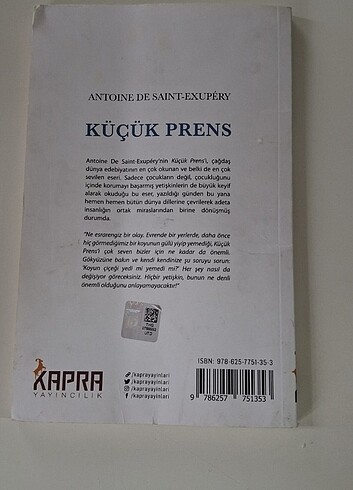 ANTOINE DE SAINT-EXUPÉRY
KÜÇÜK PRENS
Antoine De Saint-Exupéry'nin Küçük Prens'i, çağdaş
dünya edebiyatının en çok okunan ve belki de en çok
sevilen eseri. Sadece çocukların değil, çocukluğunu
içinde korumayı başarmış yetişkinlerin de büyük keyif
alarak okuduğu bu eser, yazıldığı günden bu yana
hemen hemen bütün dünya dillerine çevrilerek adeta
insanlığın ortak miraslarından birine dönüşmüş
durumda.
"Ne esrarengiz bir olay. Evrende bir yerlerde, daha önce
hiç görmediğimiz bir koyunun gülü yiyip yemediği, Küçük
Prens'i çok seven bizler için ne kadar da önemli.
Gökyüzüne bakın ve kendi kendinize şu soruyu sorun:
'Koyun çiçeği yedi mi yemedi mi?' Her şey nasıl da
değişiyor göreceksiniz. Hiçbir yetişkin, bunun ne denli
önemli olduğunu anlayamayacaktır!"
KAPRA
YAYINCILIK
kaprayayinlari
kaprayayinlari
kaprayayinlari
kaprayayinlari
ISBN: 978-625-7751-35-3
9 786257 751353